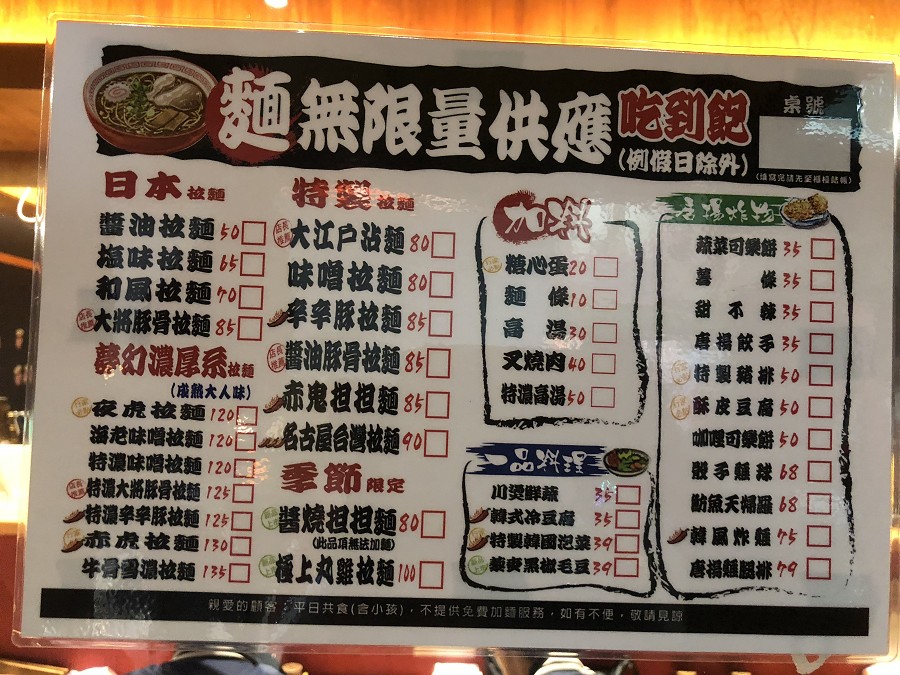 麵無限量供應吃到飽
(例假日除外)
桌號
(填寫完請先至櫃檯結帳)
日本拉麵
醬油拉麵 50
塩味拉麵 65
和風拉麵 70
店長推薦 大將豚骨拉麵 85
夢幻濃厚系拉麵
(成熟大人味)
夜虎拉麵 120
海老味噌拉麵 120
特濃味噌拉麵 120
店長推薦 特濃大將豚骨拉麵 125
特濃辛辛豚拉麵 125
赤虎拉麵 130
牛骨雪濃拉麵 135
特製拉麵
店長推薦 大江戶沾麵 80
味噌拉麵 80
辛辛豚拉麵 85
店長推薦 醬油豚骨拉麵 85
赤鬼担担麵 85
名古屋台灣拉麵 90
季節限定
醬燒担担麵 80
(此品項無法加麵)
極上丸雞拉麵 100
加料
糖心蛋 20
麵條 10
高湯 30
叉燒肉 40
特濃高湯 50
一品料理
川燙鮮蔬 35
韓式冷豆腐 35
特製韓國泡菜 39
蕎麥黑椒毛豆 39
唐揚炸物
蔬菜可樂餅 35
薯條 35
甜不辣 35
唐揚餃子 35
特製豬排 50
酥皮豆腐 50
咖哩可樂餅 50
骰子雞球 68
魴魚天婦羅 68
韓風炸雞 75
唐揚雞腿排 79
親愛的顧客：平日共食(含小孩)，不提供免費加麵服務，如有不便，敬請見諒